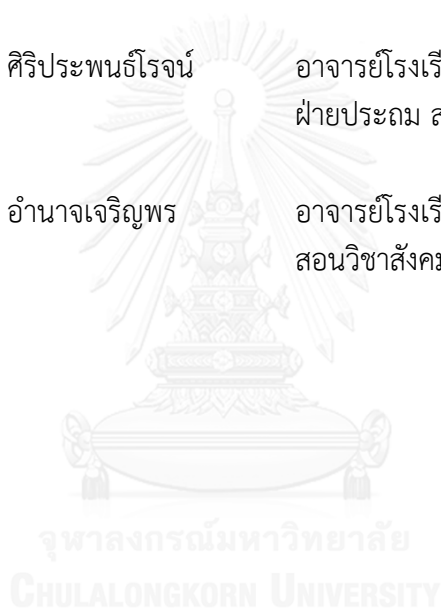 ศิริประพนธ์โรจน์ อาจารย์โรงเรี
ฝ่ายประถม ส
อำนาจเจริญพร อาจารย์โรงเรี
สอนวิชาสังคม
จุฬาลงกรณ์มหาวิทยาลัย
CHULALONGKORN UNIVERSITY